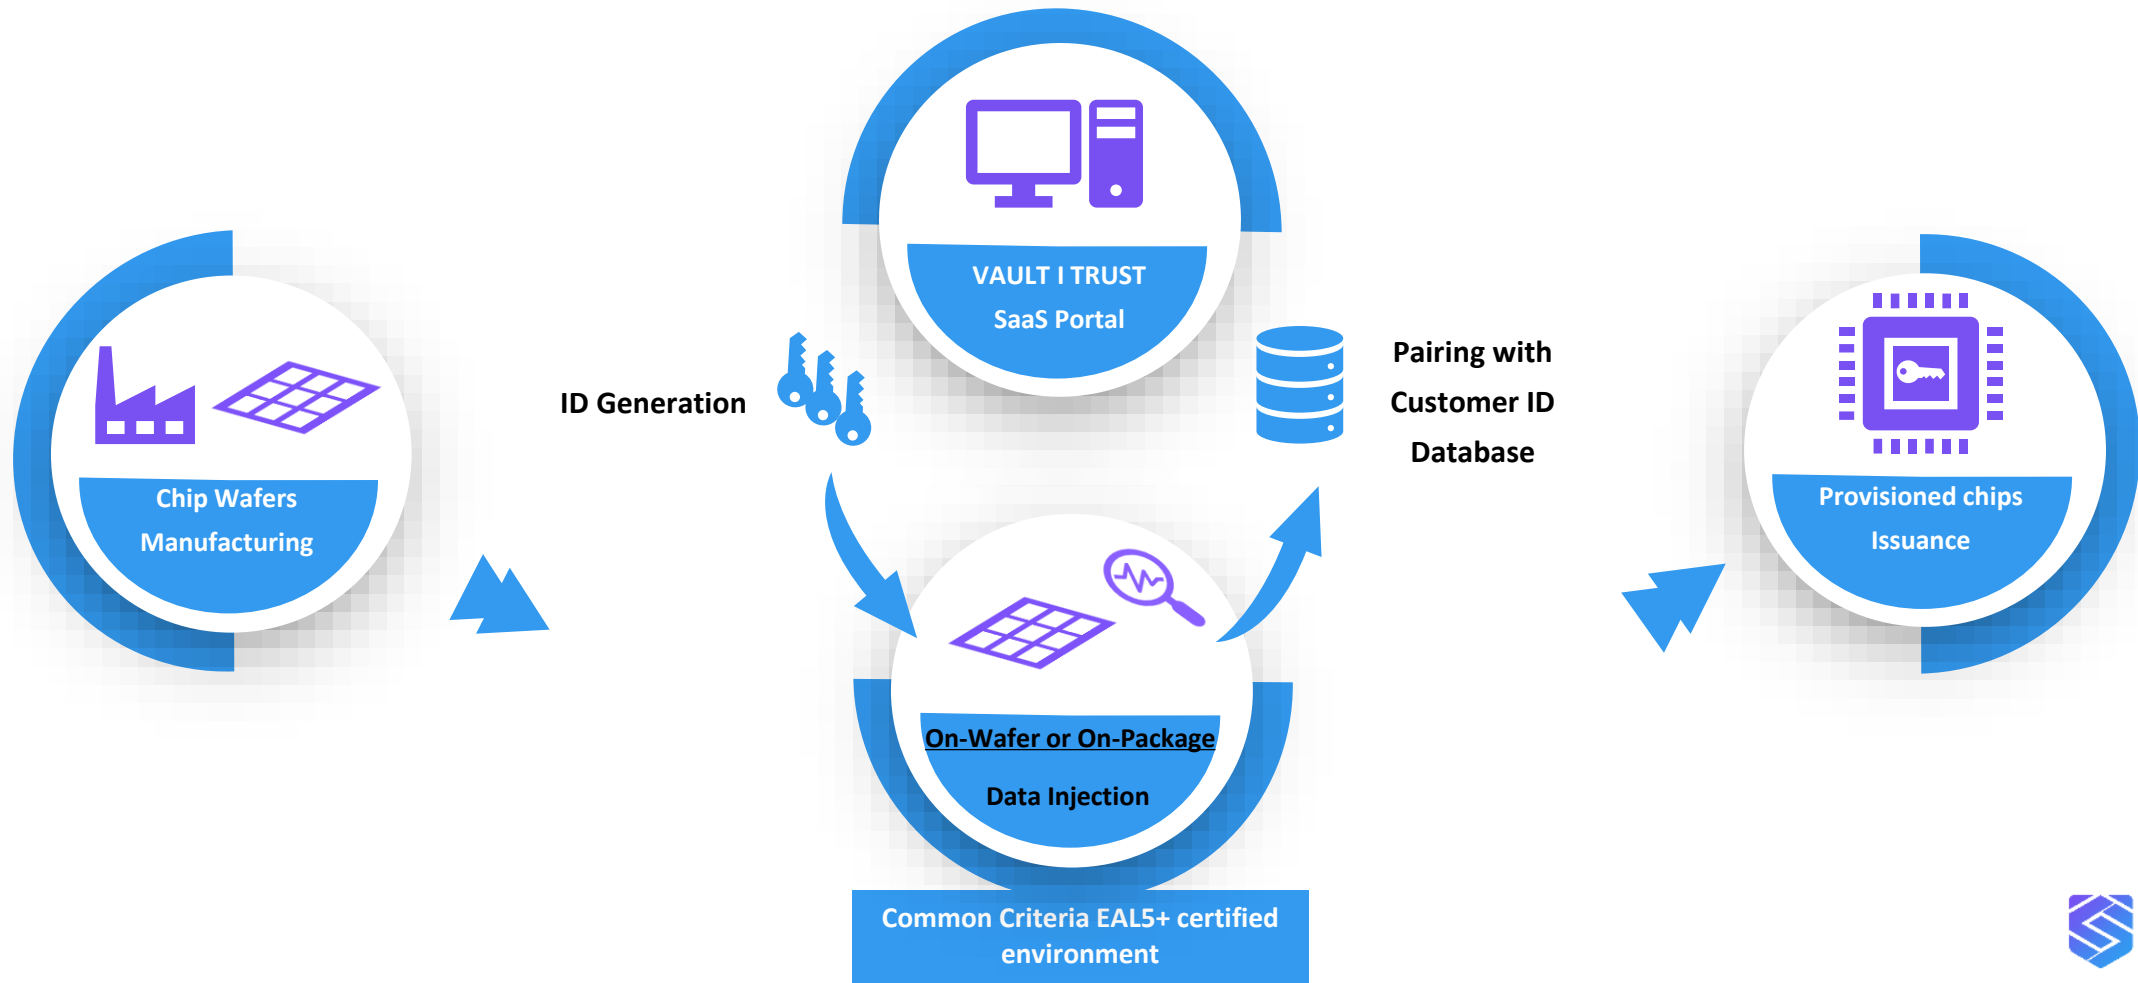 VAULT I TRUST
SaaS Portal
ID Generation
Pairing with
Customer ID
Database
Chip Wafers
Manufacturing
Provisioned chips
Issuance
On-Wafer or On-Package
Data Injection
Common Criteria EAL5+ certified
environment